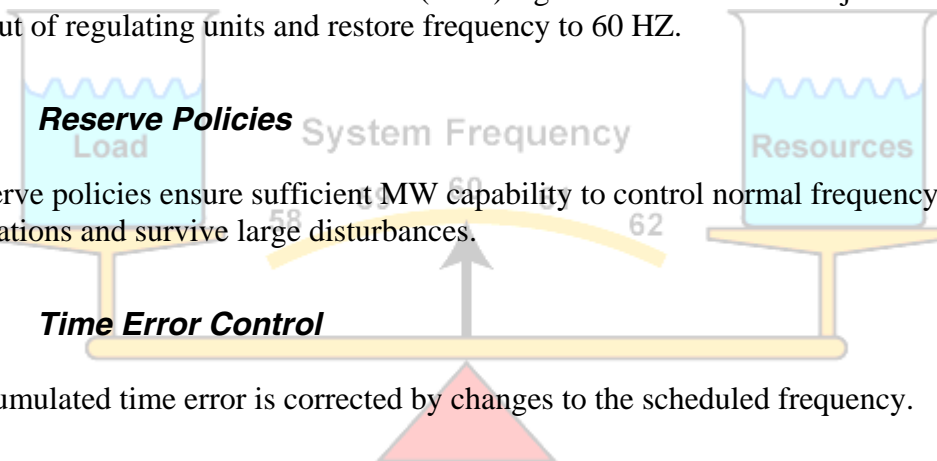 ut of regulating units and restore frequency to 60 HZ.
Reserve Policies
System Frequency
Load
Resources
erve policies ensure sufficient MW capability to control normal frequency
58 59 60 61 62
ations and survive large disturbances.
Time Error Control
umulated time error is corrected by changes to the scheduled frequency.